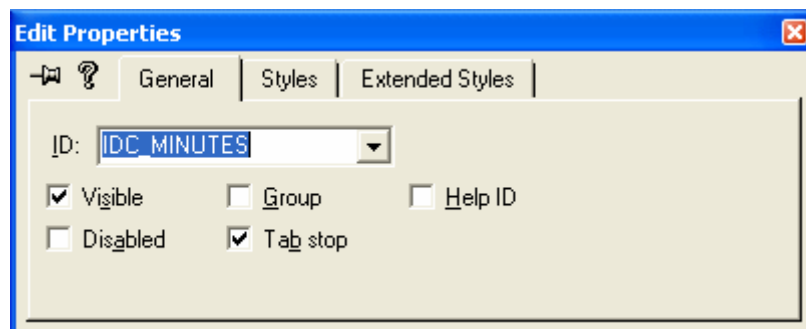 Edit Properties
General Styles Extended Styles
ID: IDC_MINUTES
Visible Group Help ID
Disabled Tab stop